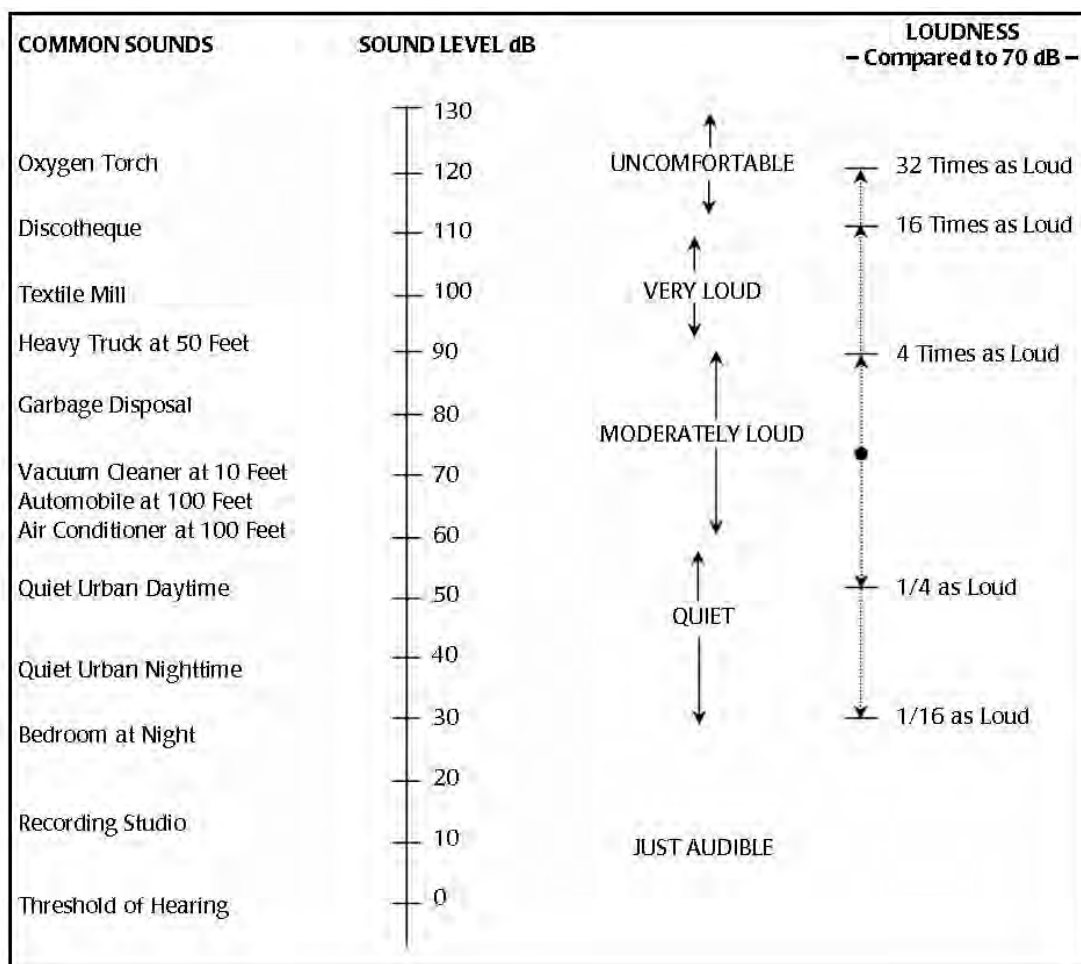 COMMON SOUNDS
SOUND LEVEL dB
LOUDNESS
– Compared to 70 dB –
130
Oxygen Torch
UNCOMFORTABLE
32 Times as Loud
120
Discotheque
16 Times as Loud
110
Textile Mill
100
VERY LOUD
Heavy Truck at 50 Feet
90
4 Times as Loud
Garbage Disposal
80
MODERATELY LOUD
Vacuum Cleaner at 10 Feet
70
Automobile at 100 Feet
Air Conditioner at 100 Feet
60
Quiet Urban Daytime
50
1/4 as Loud
QUIET
40
Quiet Urban Nighttime
30
1/16 as Loud
Bedroom at Night
20
Recording Studio
10
JUST AUDIBLE
0
Threshold of Hearing